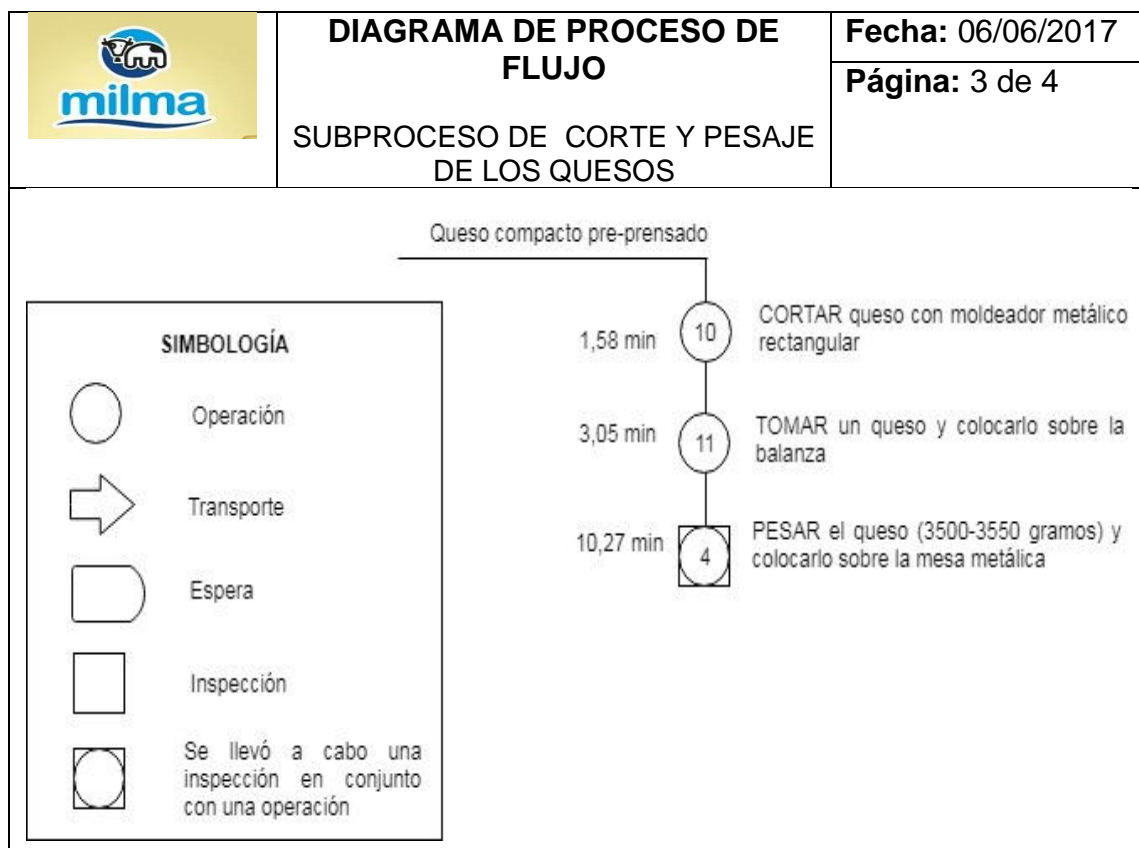 milma
DIAGRAMA DE PROCESO DE
FLUJO
SUBPROCESO DE CORTE Y PESAJE
DE LOS QUESOS
Fecha: 06/06/2017
Página: 3 de 4
Queso compacto pre-prensado
SIMBOLOGÍA
Operación
Transporte
Espera
Inspección
Se llevó a cabo una
inspección en conjunto
con una operación
1,58 min
10
CORTAR queso con moldeador metálico
rectangular
3,05 min
11
TOMAR un queso y colocarlo sobre la
balanza
10,27 min
4
PESAR el queso (3500-3550 gramos) y
colocarlo sobre la mesa metálica